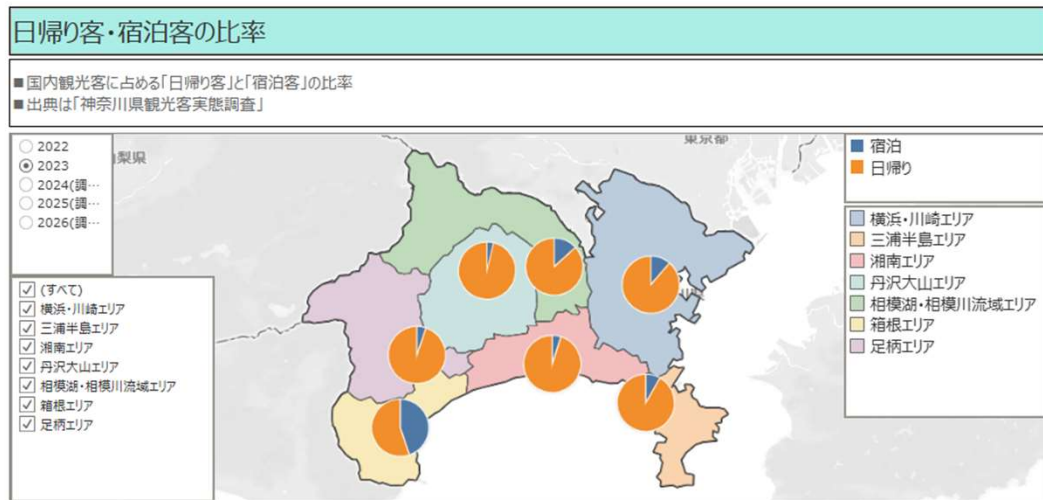 日帰り客・宿泊客の比率
■国内観光客に占める「日帰り客」と「宿泊客」の比率
■出典は「神奈川県観光客実態調査」
2022
2023
2024(調…
2025(調…
2026(調…
梨県
東京都
宿泊
日帰り
横浜・川崎エリア
三浦半島エリア
湘南エリア
丹沢大山エリア
相模湖・相模川流域エリア
箱根エリア
足柄エリア
(すべて)
横浜・川崎エリア
三浦半島エリア
湘南エリア
丹沢大山エリア
相模湖・相模川流域エリア
箱根エリア
足柄エリア